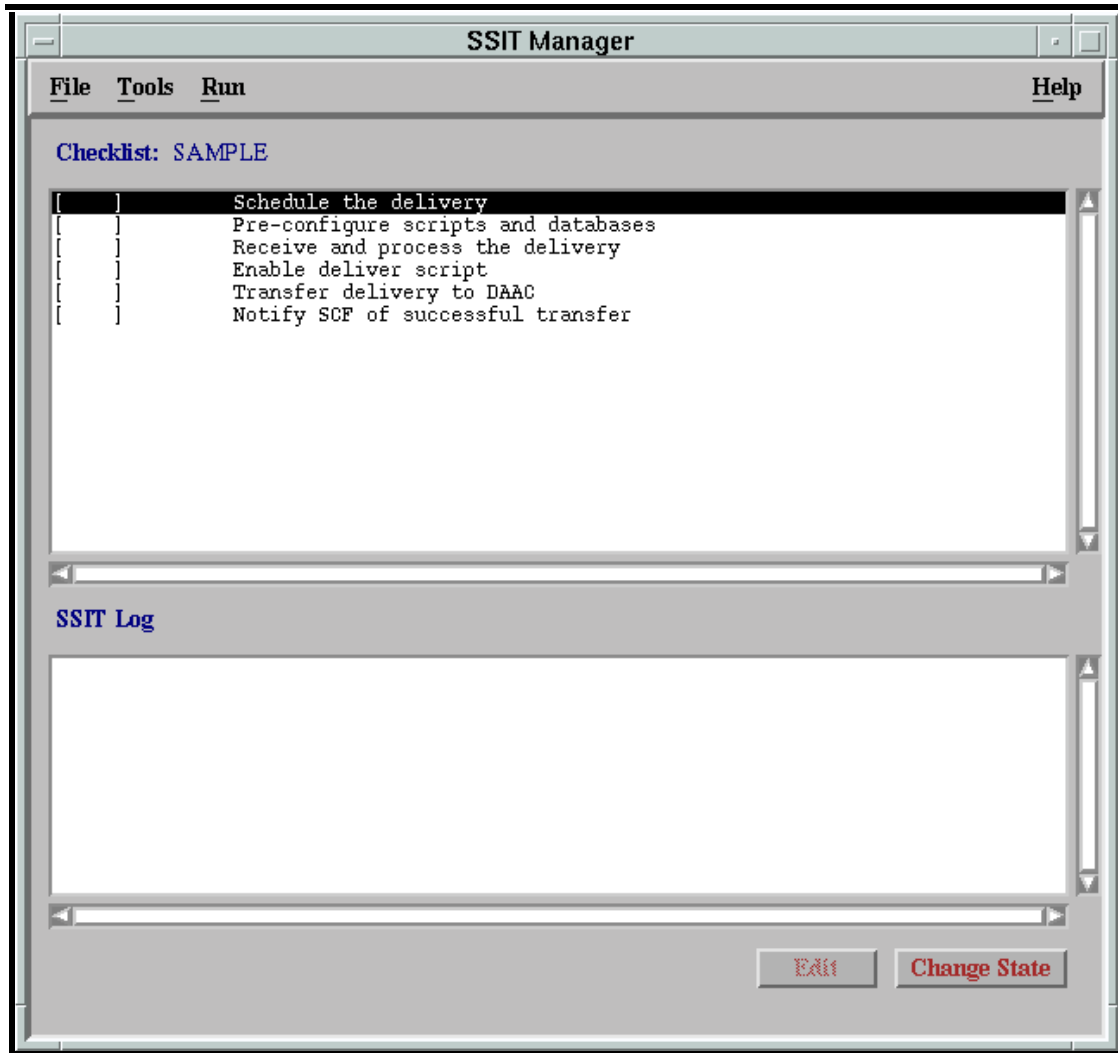 SSIT Manager
File Tools Run Help
Checklist: SAMPLE
[ ] Schedule the delivery
[ ] Pre-configure scripts and databases
[ ] Receive and process the delivery
[ ] Enable deliver script
[ ] Transfer delivery to DAAC
[ ] Notify SCF of successful transfer
SSIT Log
Edit Change State